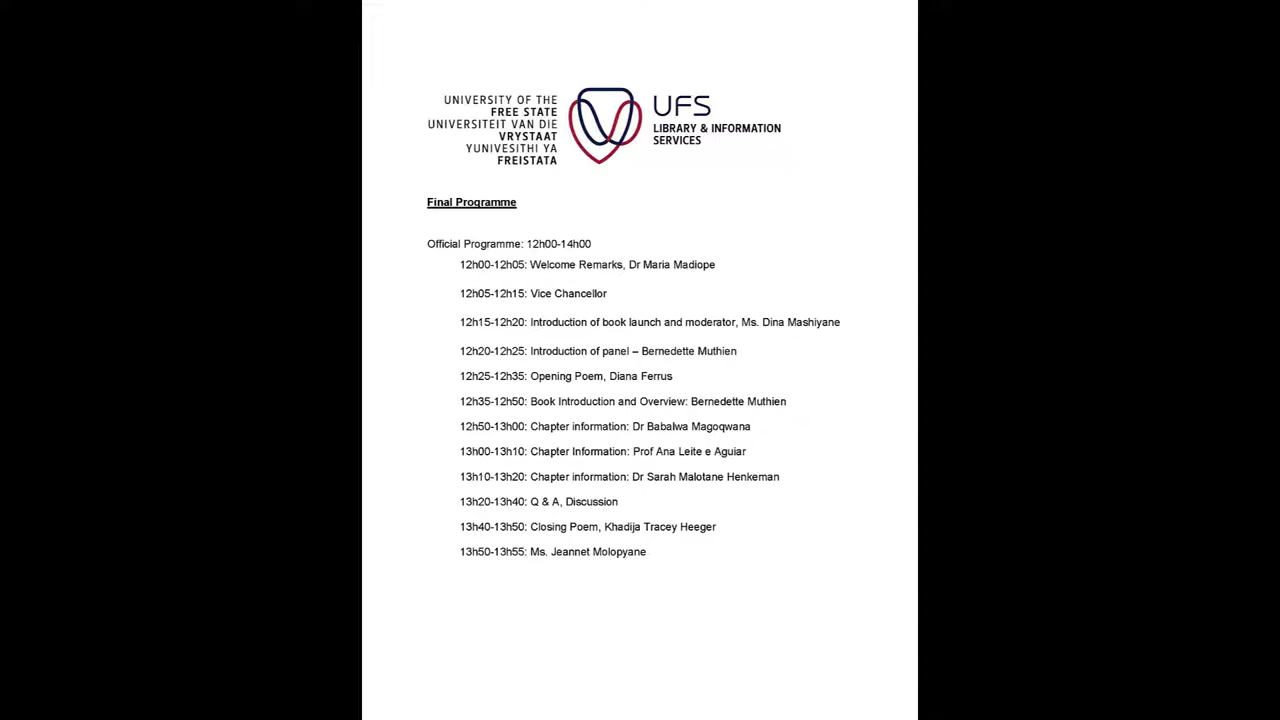 UNIVERSITY OF THE
FREE STATE
UNIVERSITEIT VAN DIE
VRYSTAAT
YUNIVESITHI YA
FREISTATA
UFS
LIBRARY & INFORMATION
SERVICES
Final Programme
Official Programme: 12h00-14h00
12h00-12h05: Welcome Remarks, Dr Maria Madiope
12h05-12h15: Vice Chancellor
12h15-12h20: Introduction of book launch and moderator, Ms. Dina Mashiyane
12h20-12h25: Introduction of panel – Bernedette Muthien
12h25-12h35: Opening Poem, Diana Ferrus
12h35-12h50: Book Introduction and Overview: Bernedette Muthien
12h50-13h00: Chapter information: Dr Babalwa Magoqwana
13h00-13h10: Chapter Information: Prof Ana Leite e Aguiar
13h10-13h20: Chapter information: Dr Sarah Malotane Henkeman
13h20-13h40: Q & A, Discussion
13h40-13h50: Closing Poem, Khadija Tracey Heeger
13h50-13h55: Ms. Jeannet Molopyane